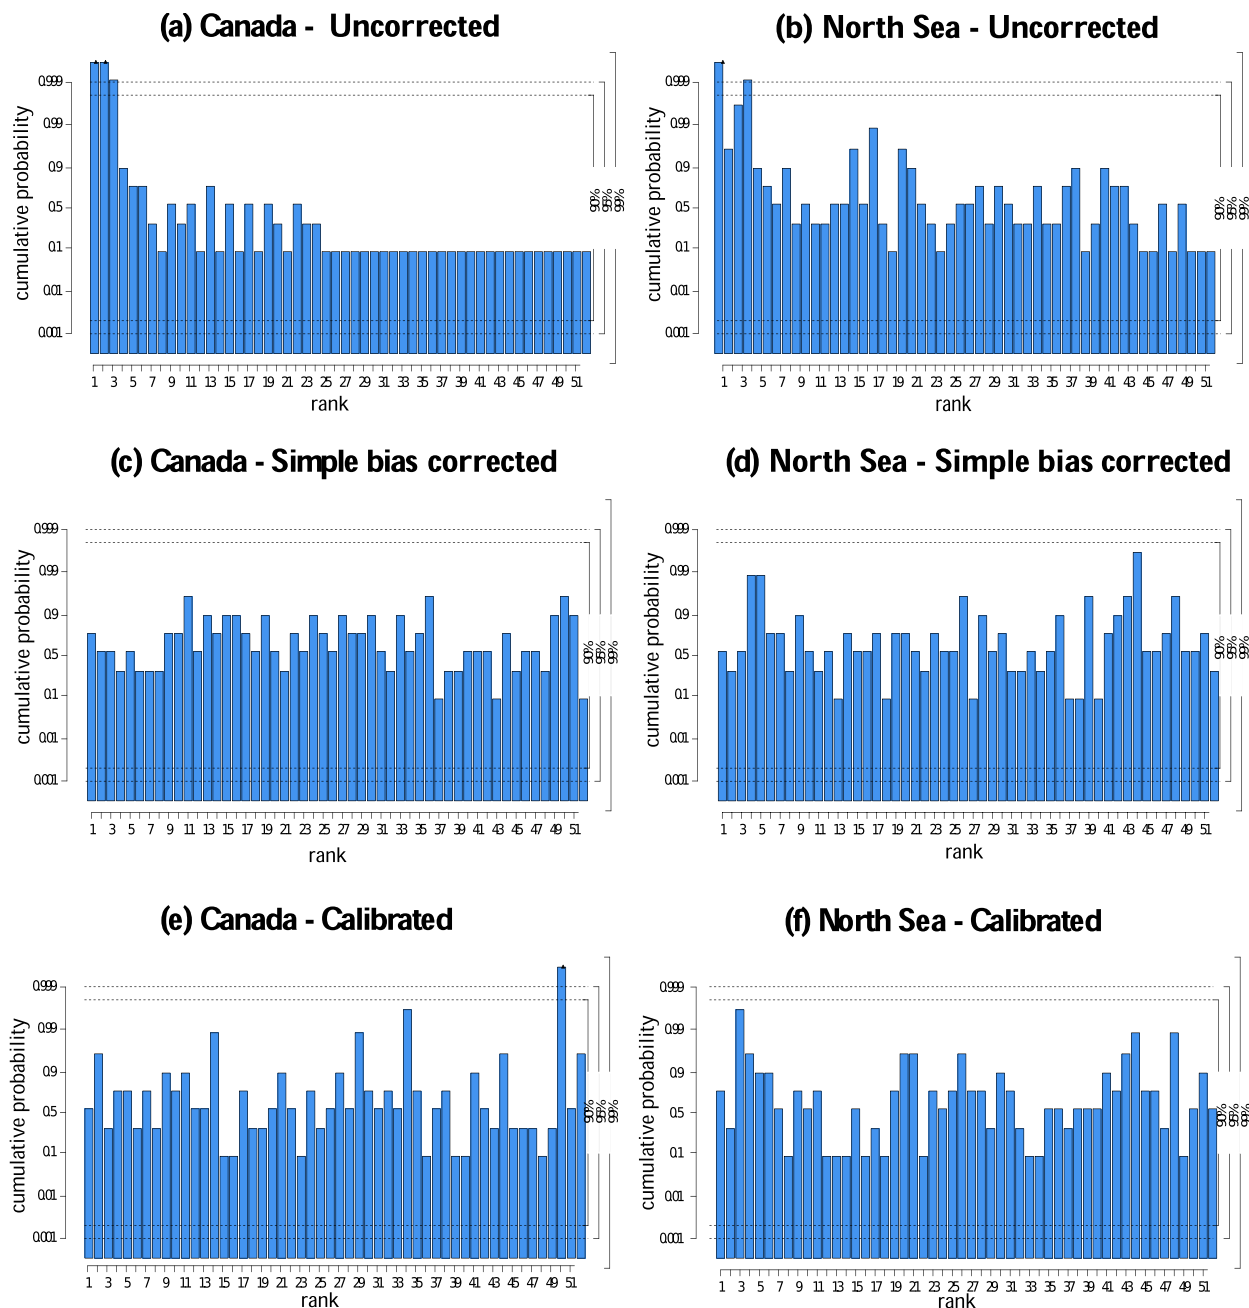 (a) Canada - Uncorrected
(b) North Sea - Uncorrected
cumulative probability
0.999
0.99
0.9
0.5
0.1
0.01
0.001
90%
95%
99%
1 3 5 7 9 11 13 15 17 19 21 23 25 27 29 31 33 35 37 39 41 43 45 47 49 51
rank
cumulative probability
0.999
0.99
0.9
0.5
0.1
0.01
0.001
90%
95%
99%
1 3 5 7 9 11 13 15 17 19 21 23 25 27 29 31 33 35 37 39 41 43 45 47 49 51
rank
(c) Canada - Simple bias corrected
(d) North Sea - Simple bias corrected
cumulative probability
0.999
0.99
0.9
0.5
0.1
0.01
0.001
90%
95%
99%
1 3 5 7 9 11 13 15 17 19 21 23 25 27 29 31 33 35 37 39 41 43 45 47 49 51
rank
cumulative probability
0.999
0.99
0.9
0.5
0.1
0.01
0.001
90%
95%
99%
1 3 5 7 9 11 13 15 17 19 21 23 25 27 29 31 33 35 37 39 41 43 45 47 49 51
rank
(e) Canada - Calibrated
(f) North Sea - Calibrated
cumulative probability
0.999
0.99
0.9
0.5
0.1
0.01
0.001
90%
95%
99%
1 3 5 7 9 11 13 15 17 19 21 23 25 27 29 31 33 35 37 39 41 43 45 47 49 51
rank
cumulative probability
0.999
0.99
0.9
0.5
0.1
0.01
0.001
90%
95%
99%
1 3 5 7 9 11 13 15 17 19 21 23 25 27 29 31 33 35 37 39 41 43 45 47 49 51
rank